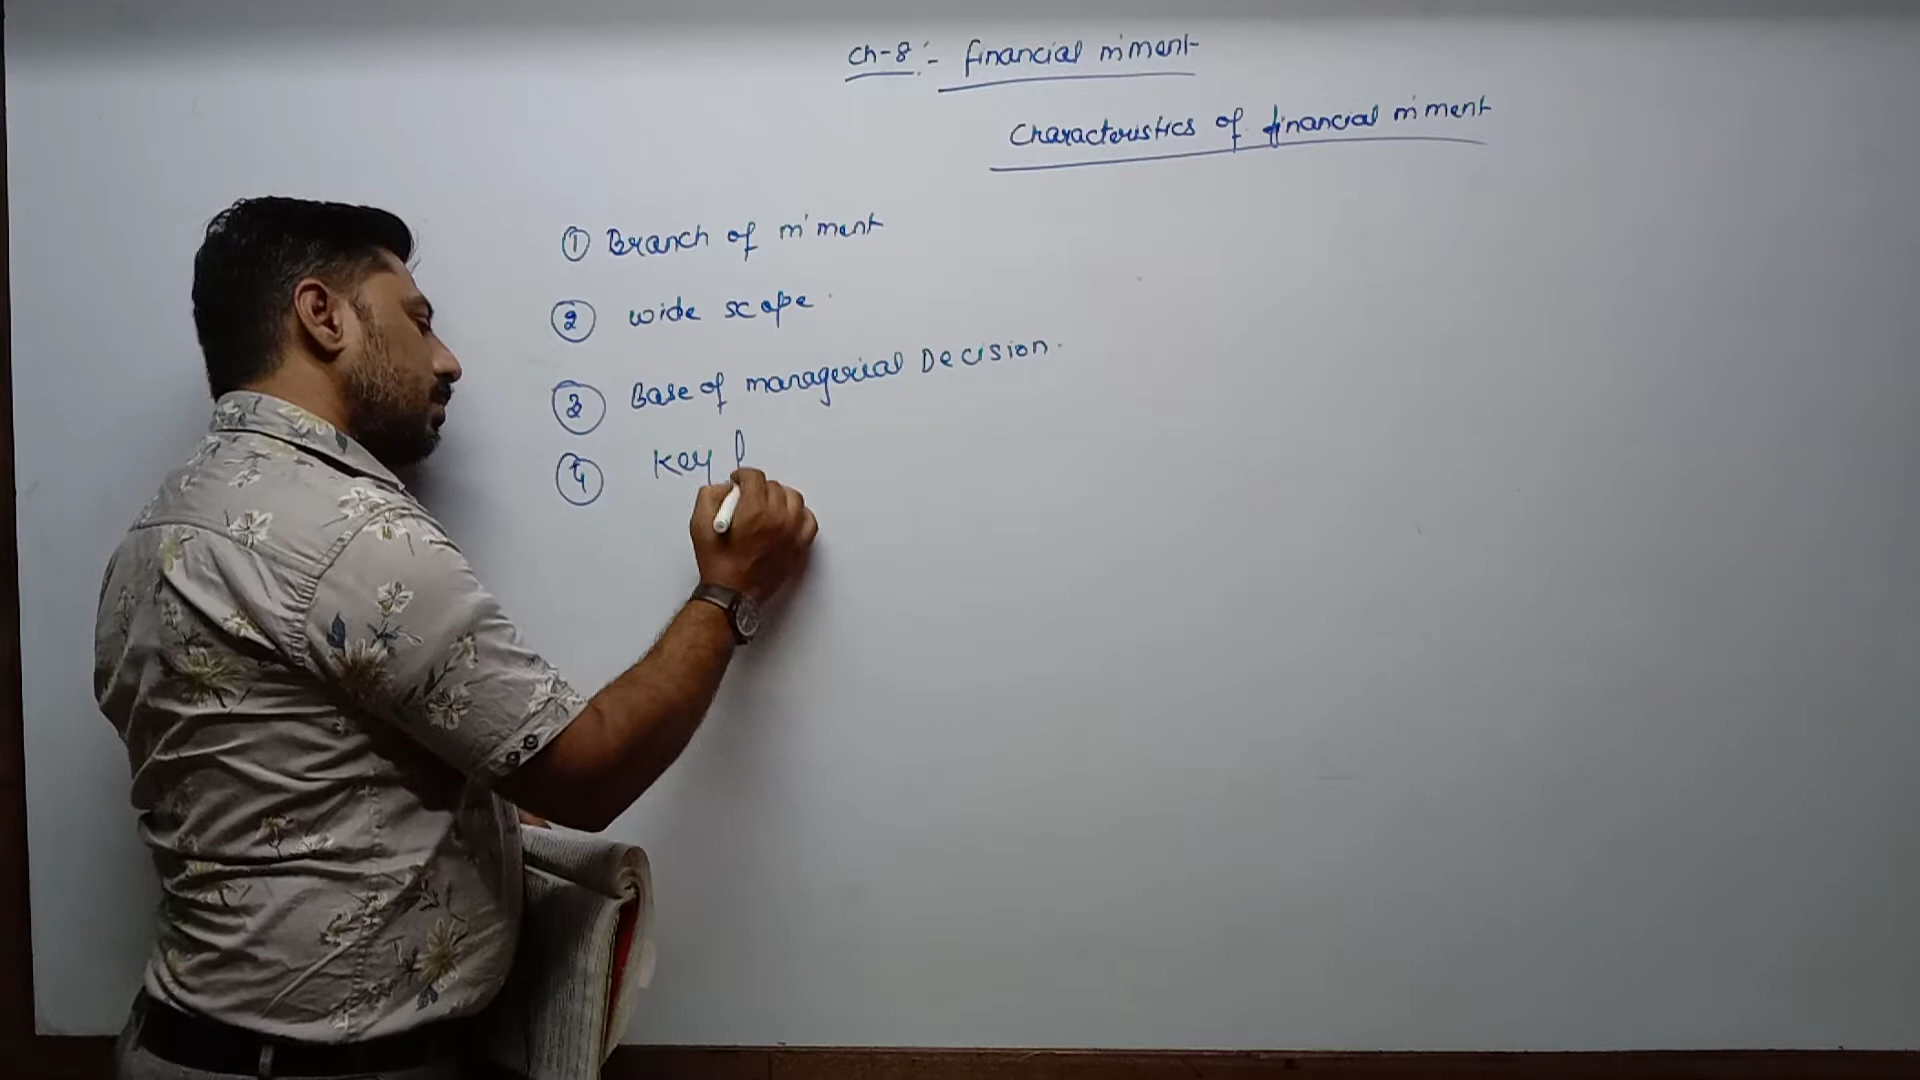 Ch-8:- financial m'ment
Characteristics of financial m'ment
① Branch of m'ment
② wide scope
③ Base of managerial Decision.
④ Key